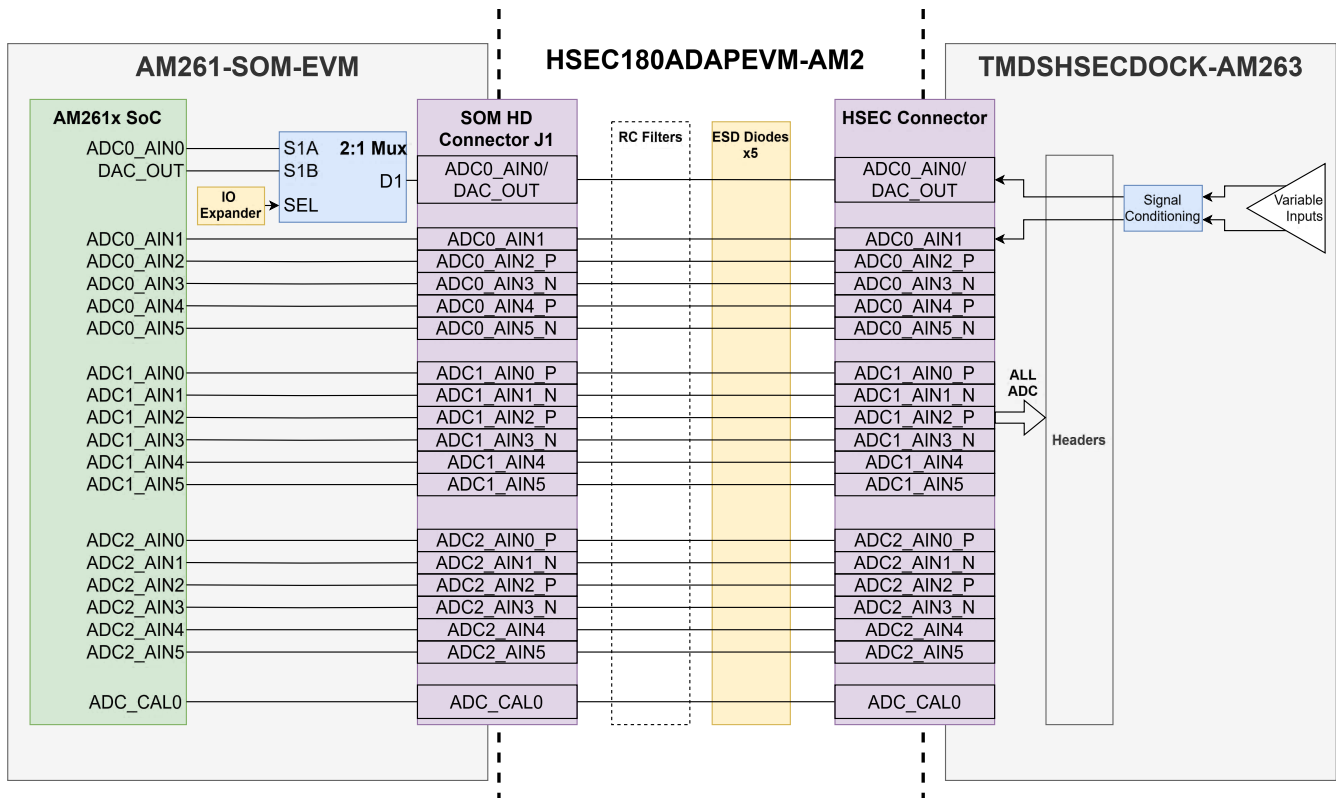 AM261-SOM-EVM
HSEC180ADAPEVM-AM2
TMDSHSECDOCK-AM263
AM261x SoC
ADC0_AIN0
DAC_OUT
IO
Expander
S1A
2:1 Mux
S1B
D1
SEL
ADC0_AIN1
ADC0_AIN2
ADC0_AIN3
ADC0_AIN4
ADC0_AIN5
ADC1_AIN0
ADC1_AIN1
ADC1_AIN2
ADC1_AIN3
ADC1_AIN4
ADC1_AIN5
ADC2_AIN0
ADC2_AIN1
ADC2_AIN2
ADC2_AIN3
ADC2_AIN4
ADC2_AIN5
ADC_CAL0
SOM HD
Connector J1
ADC0_AIN0/
DAC_OUT
ADC0_AIN1
ADC0_AIN2_P
ADC0_AIN3_N
ADC0_AIN4_P
ADC0_AIN5_N
ADC1_AIN0_P
ADC1_AIN1_N
ADC1_AIN2_P
ADC1_AIN3_N
ADC1_AIN4
ADC1_AIN5
ADC2_AIN0_P
ADC2_AIN1_N
ADC2_AIN2_P
ADC2_AIN3_N
ADC2_AIN4
ADC2_AIN5
ADC_CAL0
RC Filters
ESD Diodes
x5
HSEC Connector
ADC0_AIN0/
DAC_OUT
ADC0_AIN1
ADC0_AIN2_P
ADC0_AIN3_N
ADC0_AIN4_P
ADC0_AIN5_N
ADC1_AIN0_P
ADC1_AIN1_N
ADC1_AIN2_P
ADC1_AIN3_N
ADC1_AIN4
ADC1_AIN5
ADC2_AIN0_P
ADC2_AIN1_N
ADC2_AIN2_P
ADC2_AIN3_N
ADC2_AIN4
ADC2_AIN5
ADC_CAL0
ALL
ADC
Headers
Signal
Conditioning
Variable
Inputs